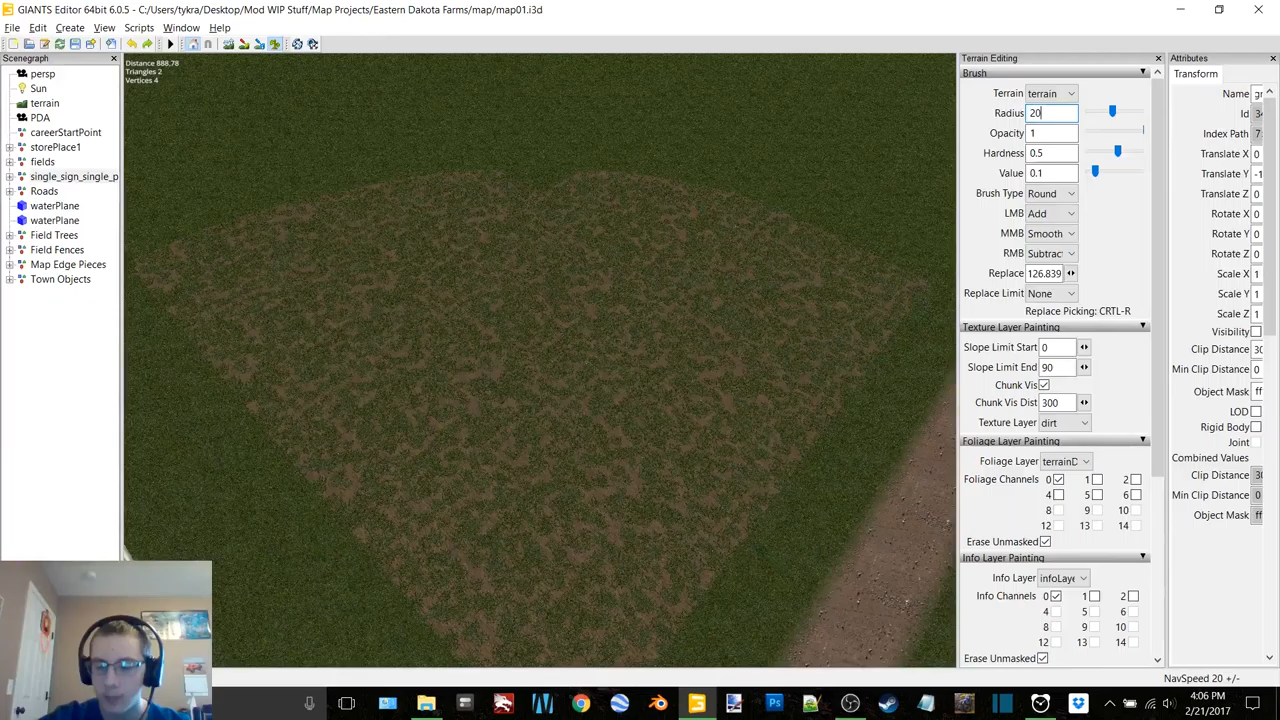 GIANTS Editor 64bit 6.0.5 - C:/Users/tykra/Desktop/Mod WIP Stuff/Map Projects/Eastern Dakota Farms/map/map01.i3d
File Edit Create View Scripts Window Help
Scenegraph
persp
Sun
terrain
PDA
careerStartPoint
storePlace1
fields
single_sign_single_p
Roads
waterPlane
waterPlane
Field Trees
Field Fences
Map Edge Pieces
Town Objects
Distance 888,78
Triangles 2
Vertices 4
Terrain Editing
Brush
Terrain terrain
Radius 20
Opacity 1
Hardness 0.5
Value 0.1
Brush Type Round
LMB Add
MMB Smooth
RMB Subtract
Replace 126.839
Replace Limit None
Replace Picking: CRTL-R
Texture Layer Painting
Slope Limit Start 0
Slope Limit End 90
Chunk Vis
Chunk Vis Dist 300
Texture Layer dirt
Foliage Layer Painting
Foliage Layer terrainD
Foliage Channels 0 1 2
4 5 6
8 9 10
12 13 14
Erase Unmasked
Info Layer Painting
Info Layer infoLaye
Info Channels 0 1 2
4 5 6
8 9 10
12 13 14
Erase Unmasked
Attributes
Transform
Name
Id 34
Index Path 7
Translate X 0
Translate Y -1
Translate Z 0
Rotate X 0
Rotate Y 0
Rotate Z 0
Scale X 1
Scale Y 1
Scale Z 1
Visibility
Clip Distance 30
Min Clip Distance 0
Object Mask ff
LOD
Rigid Body
Joint
Combined Values
Clip Distance 30
Min Clip Distance 0
Object Mask ff
NavSpeed 20 +/-
4:06 PM
2/21/2017